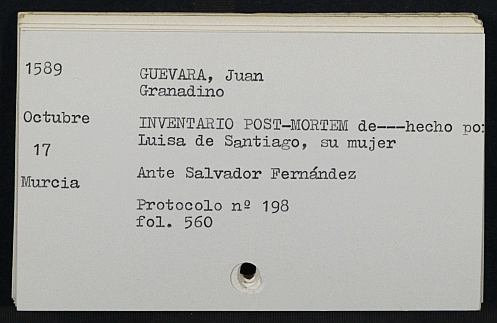 1589
GUEVARA, Juan
Granadino
Octubre
INVENTARIO POST-MORTEM de---hecho po
17
Luisa de Santiago, su mujer
Murcia
Ante Salvador Fernández
Protocolo nº 198
fol. 560